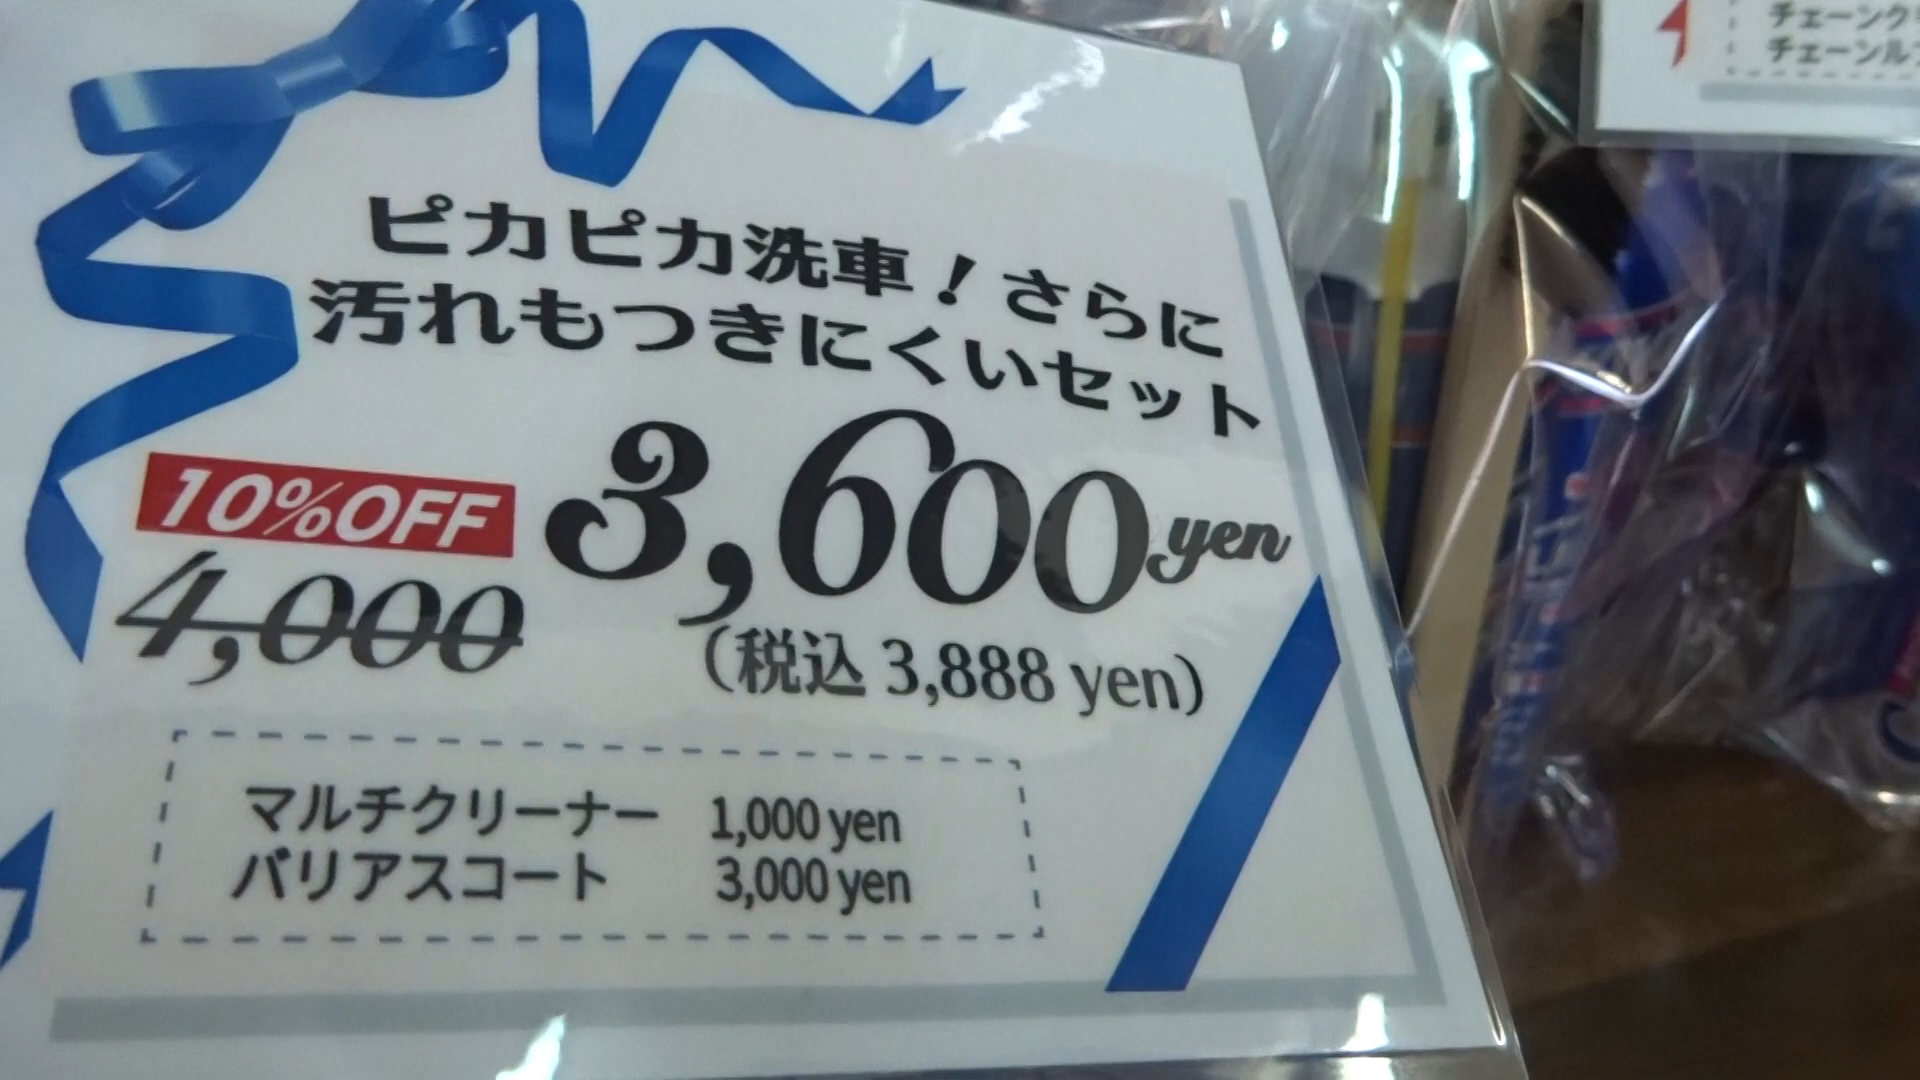 ピカピカ洗車！さらに
汚れもつきにくいセット
10%OFF
4,000
3,600 yen
（税込 3,888 yen）
マルチクリーナー 1,000 yen
バリアスコート 3,000 yen
チェーンク
チェーンル